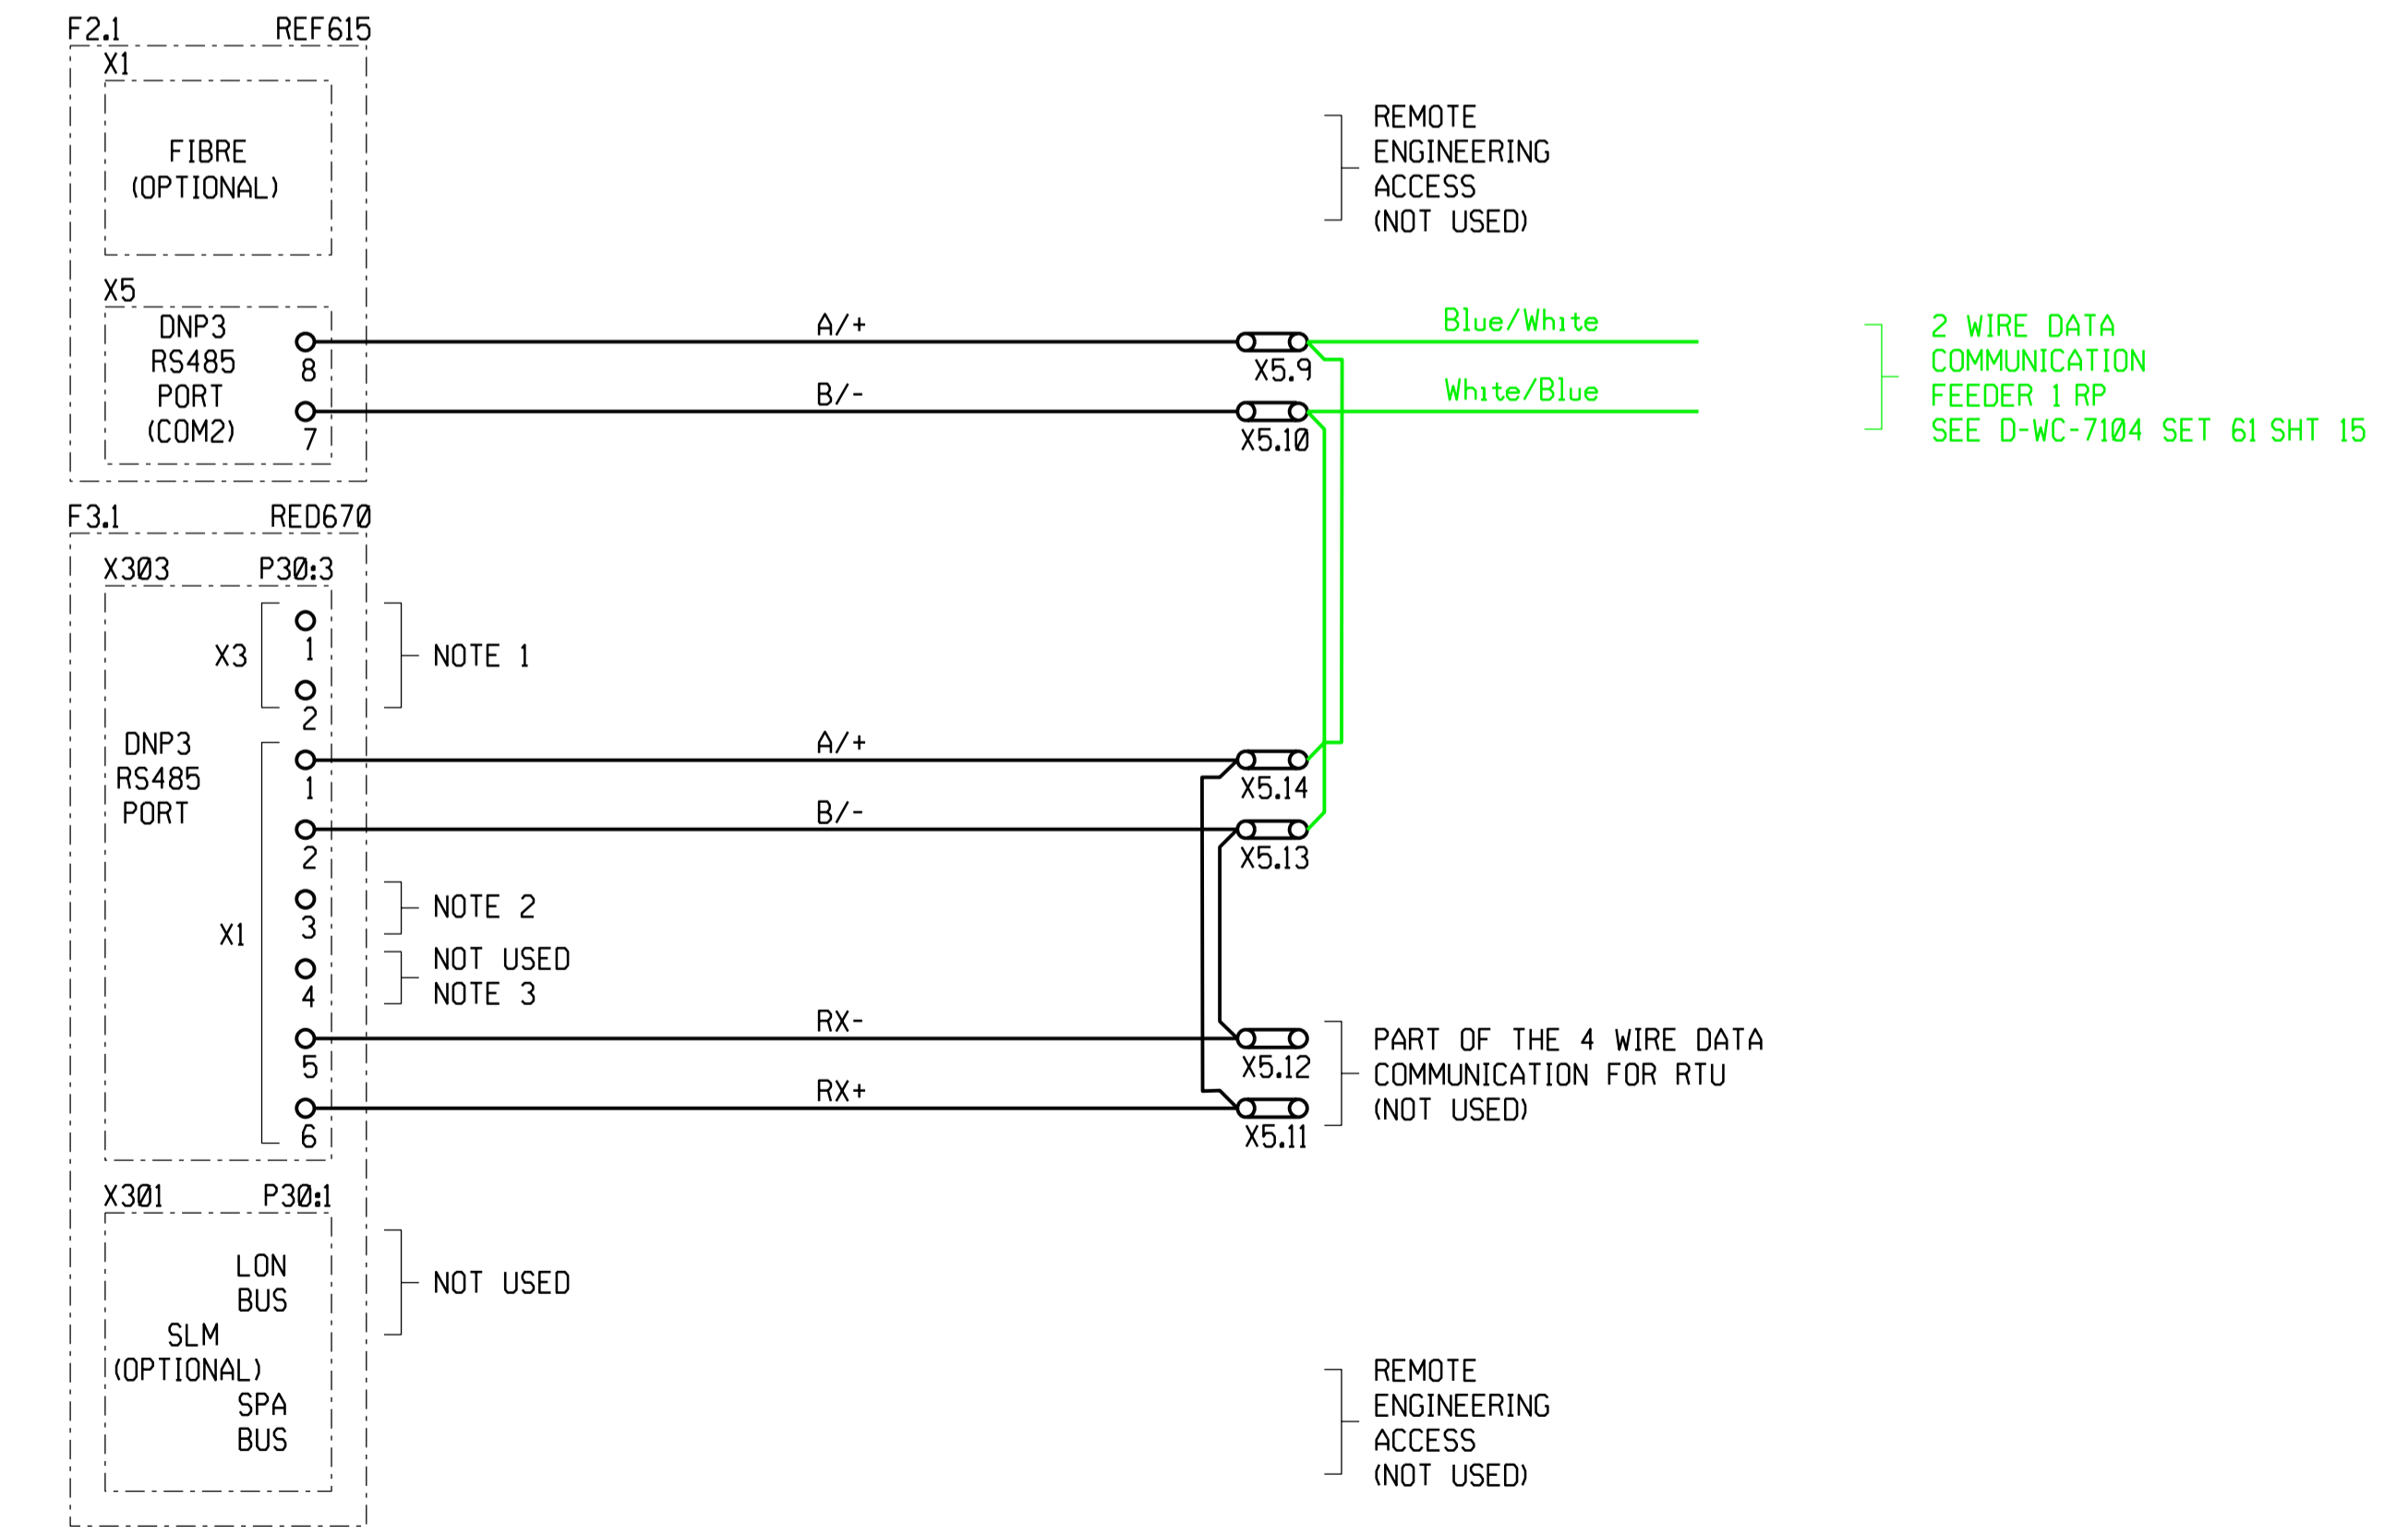 F2.1 REF615
X1
FIBRE
(OPTIONAL)
REMOTE
ENGINEERING
ACCESS
(NOT USED)
X5
DNP3
RS485
PORT
(COM2)
8
7
A/+
B/-
X5.9
X5.10
Blue/White
White/Blue
2 WIRE DATA
COMMUNICATION
FEEDER 1 RP
SEE D-WC-7104 SET 61 SHT 15
F3.1 RED670
X303 P30:3
X3
1
2
NOTE 1
DNP3
RS485
PORT
X1
1
2
3
4
5
6
A/+
B/-
X5.14
X5.13
NOTE 2
NOT USED
NOTE 3
RX-
RX+
X5.12
X5.11
PART OF THE 4 WIRE DATA
COMMUNICATION FOR RTU
(NOT USED)
X301 P30:1
LON
BUS
SLM
(OPTIONAL)
SPA
BUS
NOT USED
REMOTE
ENGINEERING
ACCESS
(NOT USED)